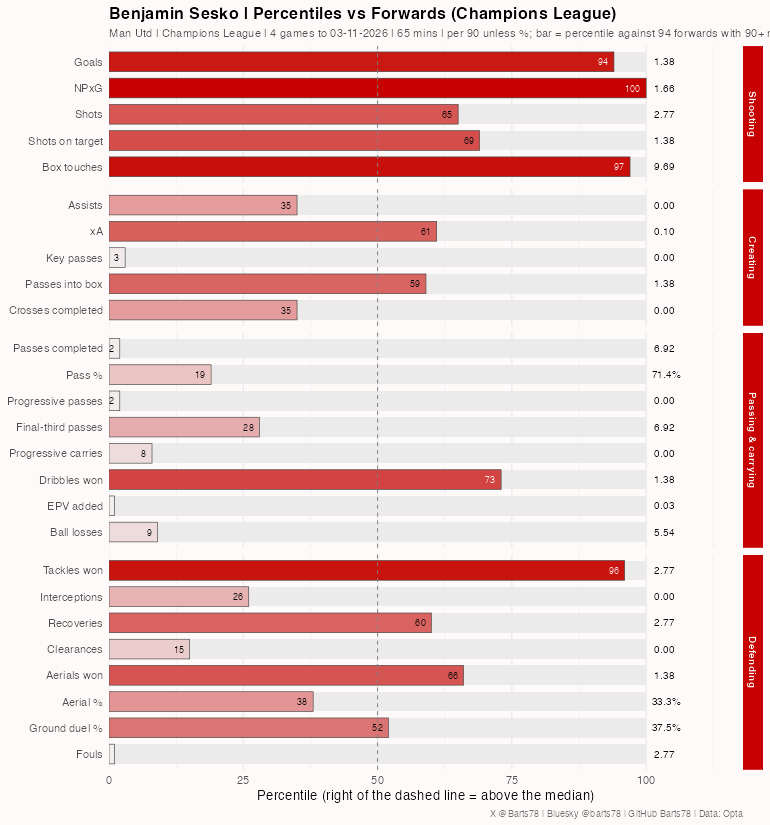 Benjamin Sesko | Percentiles vs Forwards (Champions League)
Man Utd | Champions League | 4 games to 03-11-2026 | 65 mins | per 90 unless %; bar = percentile against 94 forwards with 90+
Goals 94 1.38
NPxG 100 1.66
Shots 65 2.77
Shots on target 69 1.38
Box touches 97 9.69
Shooting
Assists 35 0.00
xA 61 0.10
Key passes 3 0.00
Passes into box 59 1.38
Crosses completed 35 0.00
Creating
Passes completed 2 6.92
Pass % 19 71.4%
Progressive passes 2 0.00
Final-third passes 28 6.92
Progressive carries 8 0.00
Dribbles won 73 1.38
EPV added 0.03
Ball losses 9 5.54
Passing & carrying
Tackles won 96 2.77
Interceptions 26 0.00
Recoveries 60 2.77
Clearances 15 0.00
Aerials won 66 1.38
Aerial % 38 33.3%
Ground duel % 52 37.5%
Fouls 2.77
Defending
0 25 50 75 100
Percentile (right of the dashed line = above the median)
X @Barts78 | Bluesky @barts78 | GitHub Barts78 | Data: Opta